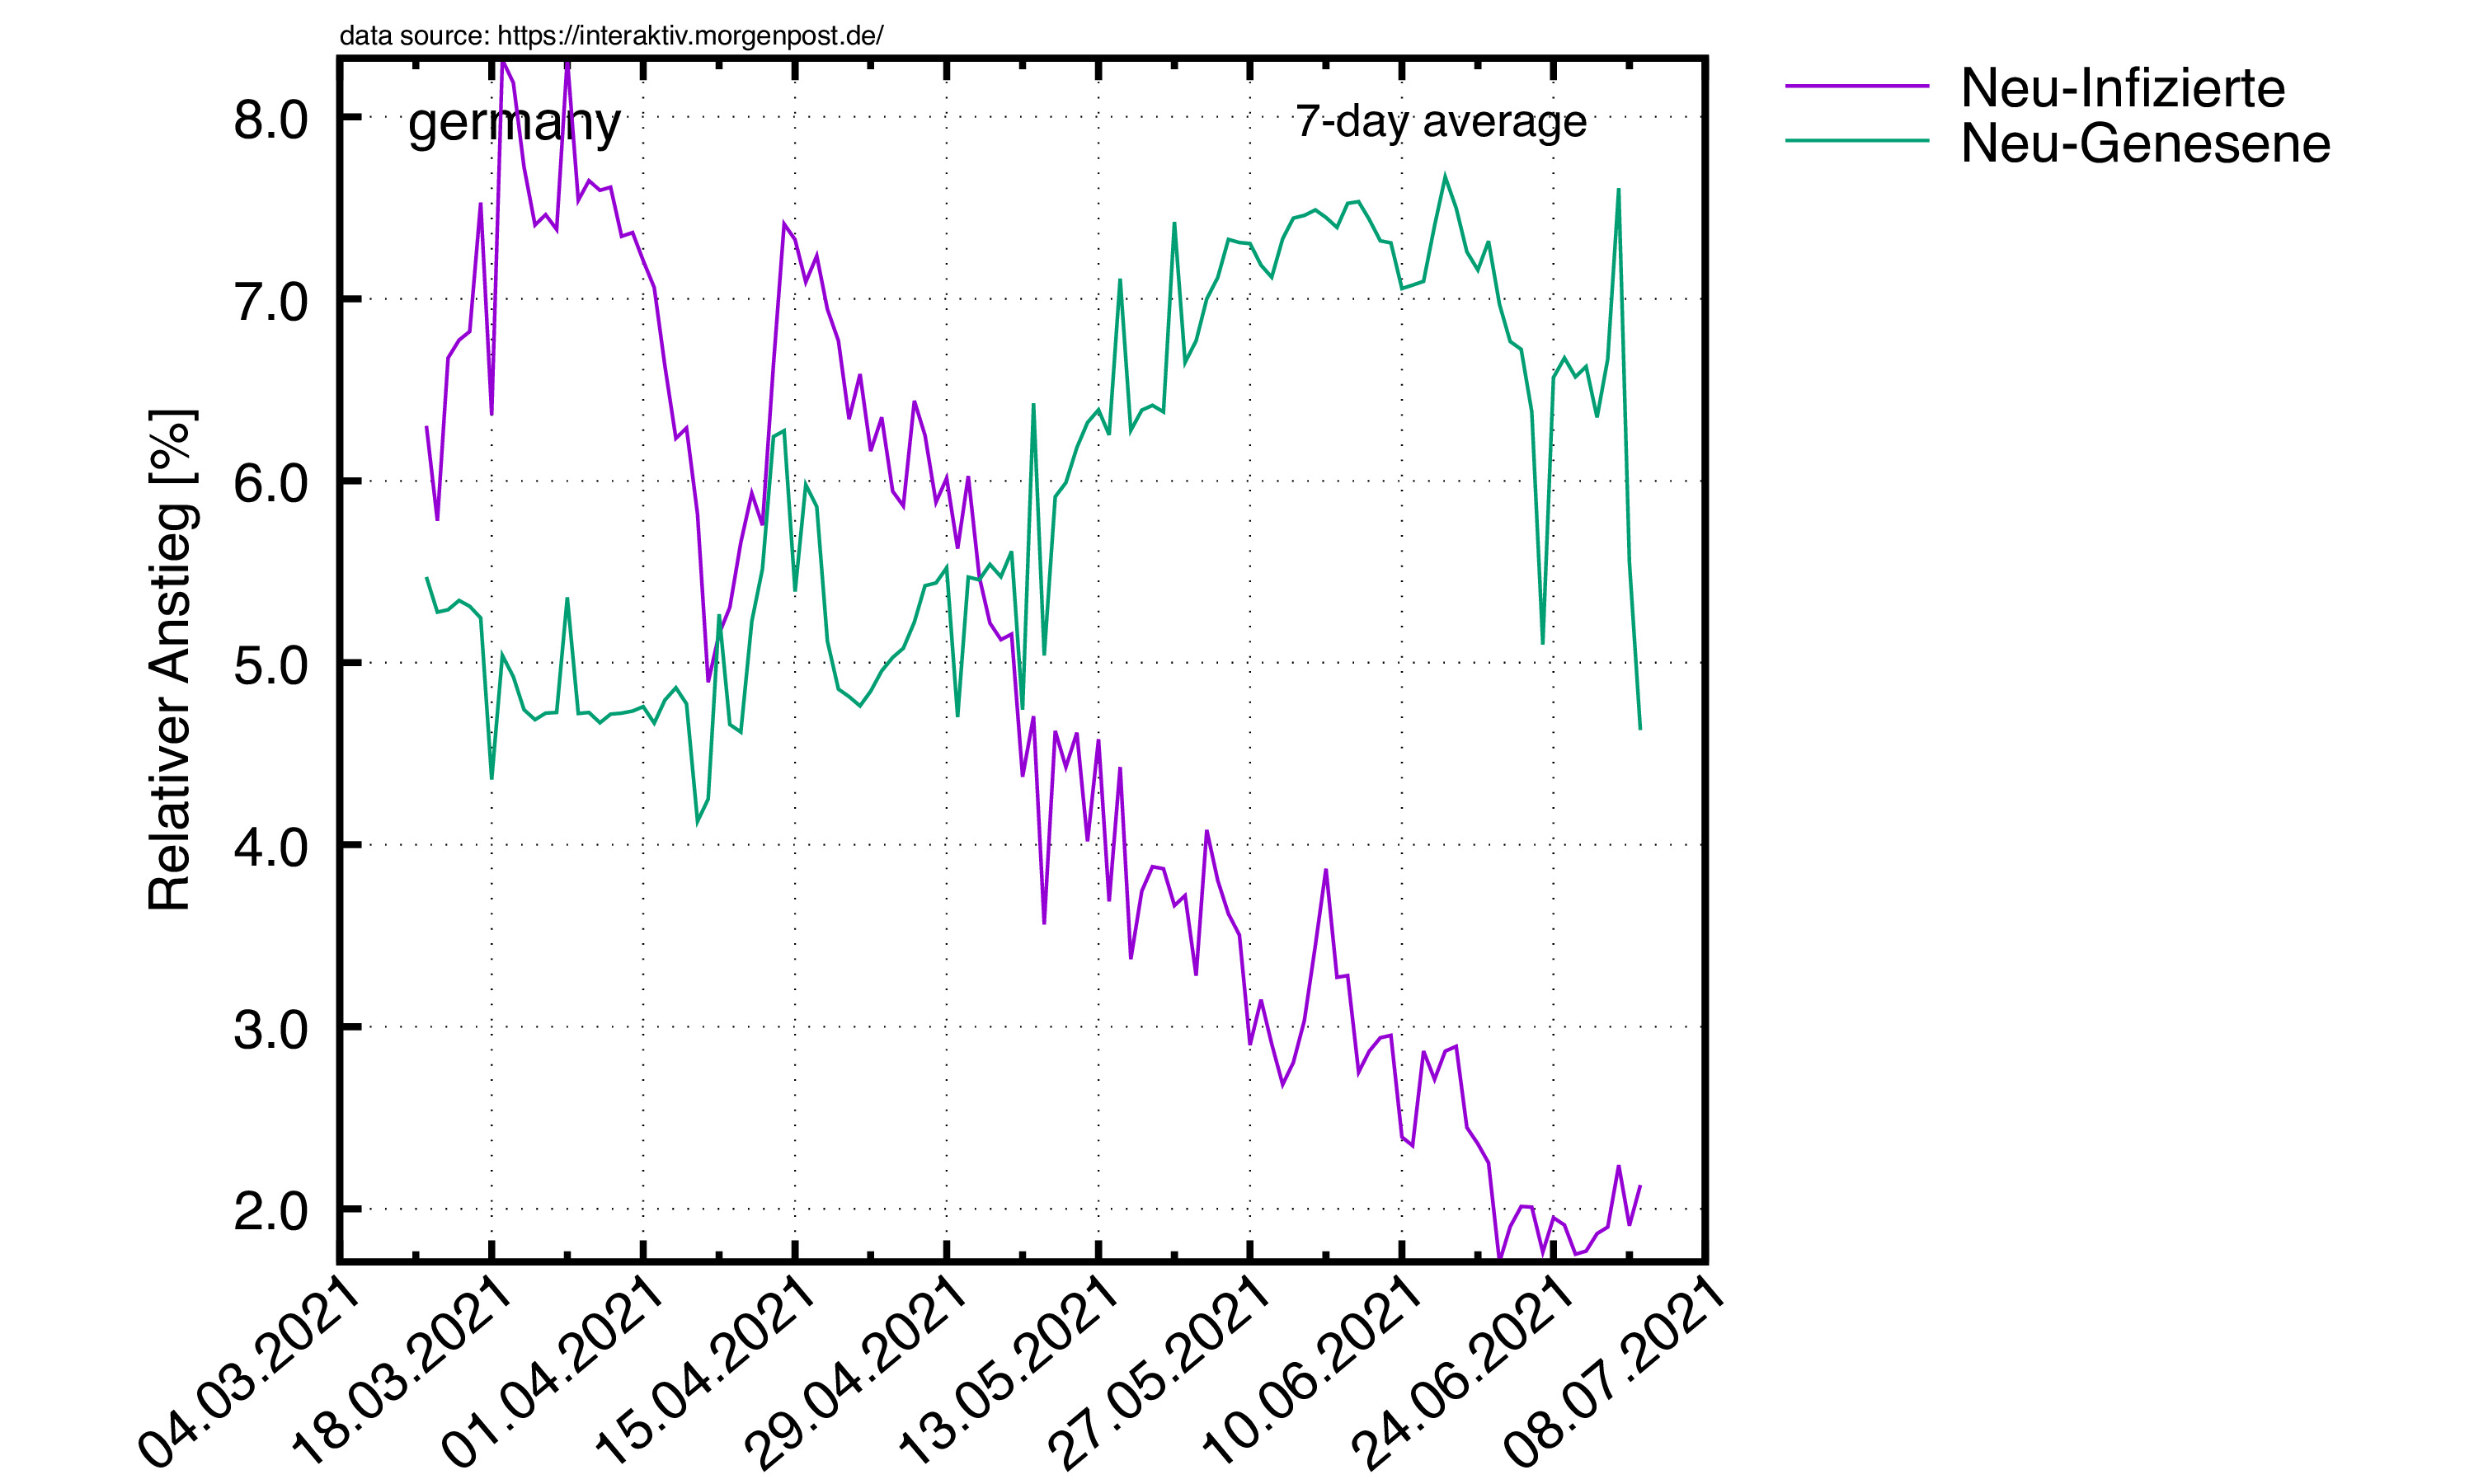 data source: https://interaktiv.morgenpost.de/
germany
7-day average
Neu-Infizierte
Neu-Genesene
Relativer Anstieg [%]
8.0
7.0
6.0
5.0
4.0
3.0
2.0
04.03.2021
18.03.2021
01.04.2021
15.04.2021
29.04.2021
13.05.2021
27.05.2021
10.06.2021
24.06.2021
08.07.2021